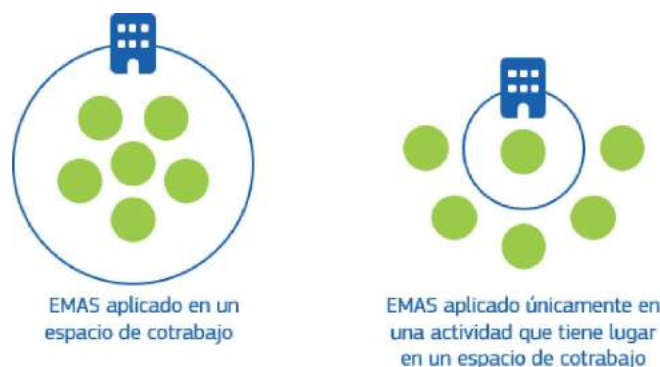 EMAS aplicado en un
espacio de cotrabajo
EMAS aplicado únicamente en
una actividad que tiene lugar
en un espacio de cotrabajo